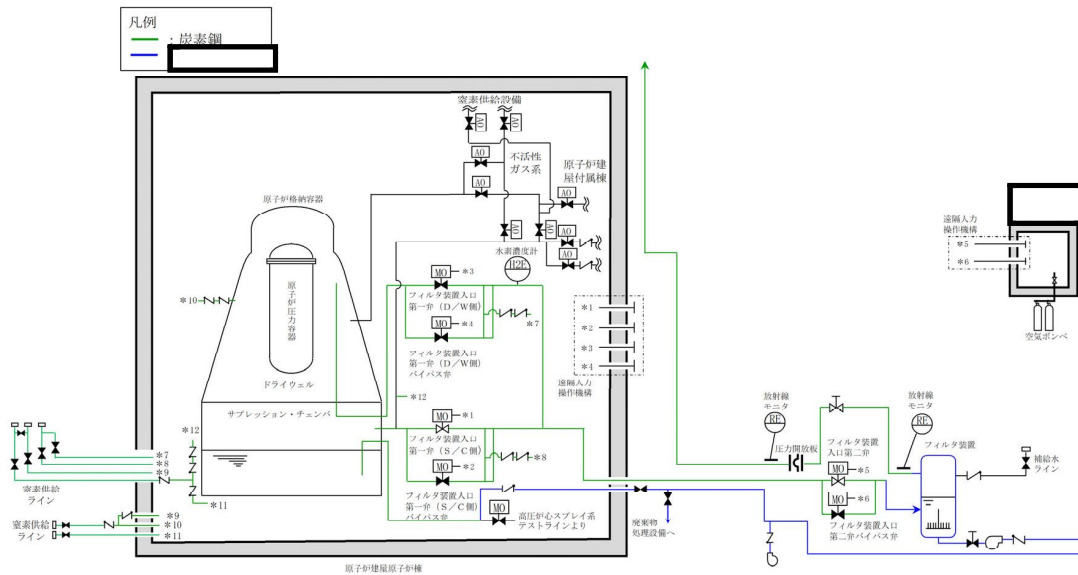 凡例
：炭素鋼
窒素供給設備
AO
AO
AO
不活性
ガス系
原子炉建
屋付属棟
AO
AO
AO
AO
AO
AO
原子炉格納容器
原子炉圧力容器
ドライウェル
サプレッション・チェンバ
水素濃度計
H2E
MO
*3
フィルタ装置入口
第一弁（D／W側）
MO
*4
*7
フィルタ装置入口
第一弁（D／W側）
バイパス弁
*10
*12
MO
*1
フィルタ装置入口
第一弁（S／C側）
MO
*2
*8
フィルタ装置入口
第一弁（S／C側）
バイパス弁
MO
高圧炉心スプレイ系
テストラインより
*1
*2
*3
*4
遠隔人力
操作機構
*12
*11
*7
*8
*9
窒素供給
ライン
*9
*10
*11
窒素供給
ライン
原子炉建屋原子炉棟
廃棄物
処理設備へ
遠隔人力
操作機構
*5
*6
空気ボンベ
放射線
モニタ
RE
圧力開放板
放射線
モニタ
RE
フィルタ装置
入口第二弁
MO
*5
MO
*6
フィルタ装置入口
第二弁バイパス弁
フィルタ装置
補給水
ライン